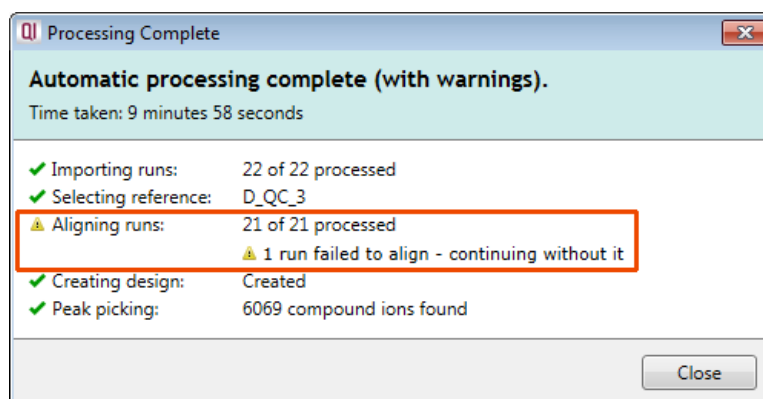 QI Processing Complete
Automatic processing complete (with warnings).
Time taken: 9 minutes 58 seconds
Importing runs: 22 of 22 processed
Selecting reference: D_QC_3
Aligning runs: 21 of 21 processed
1 run failed to align - continuing without it
Creating design: Created
Peak picking: 6069 compound ions found
Close